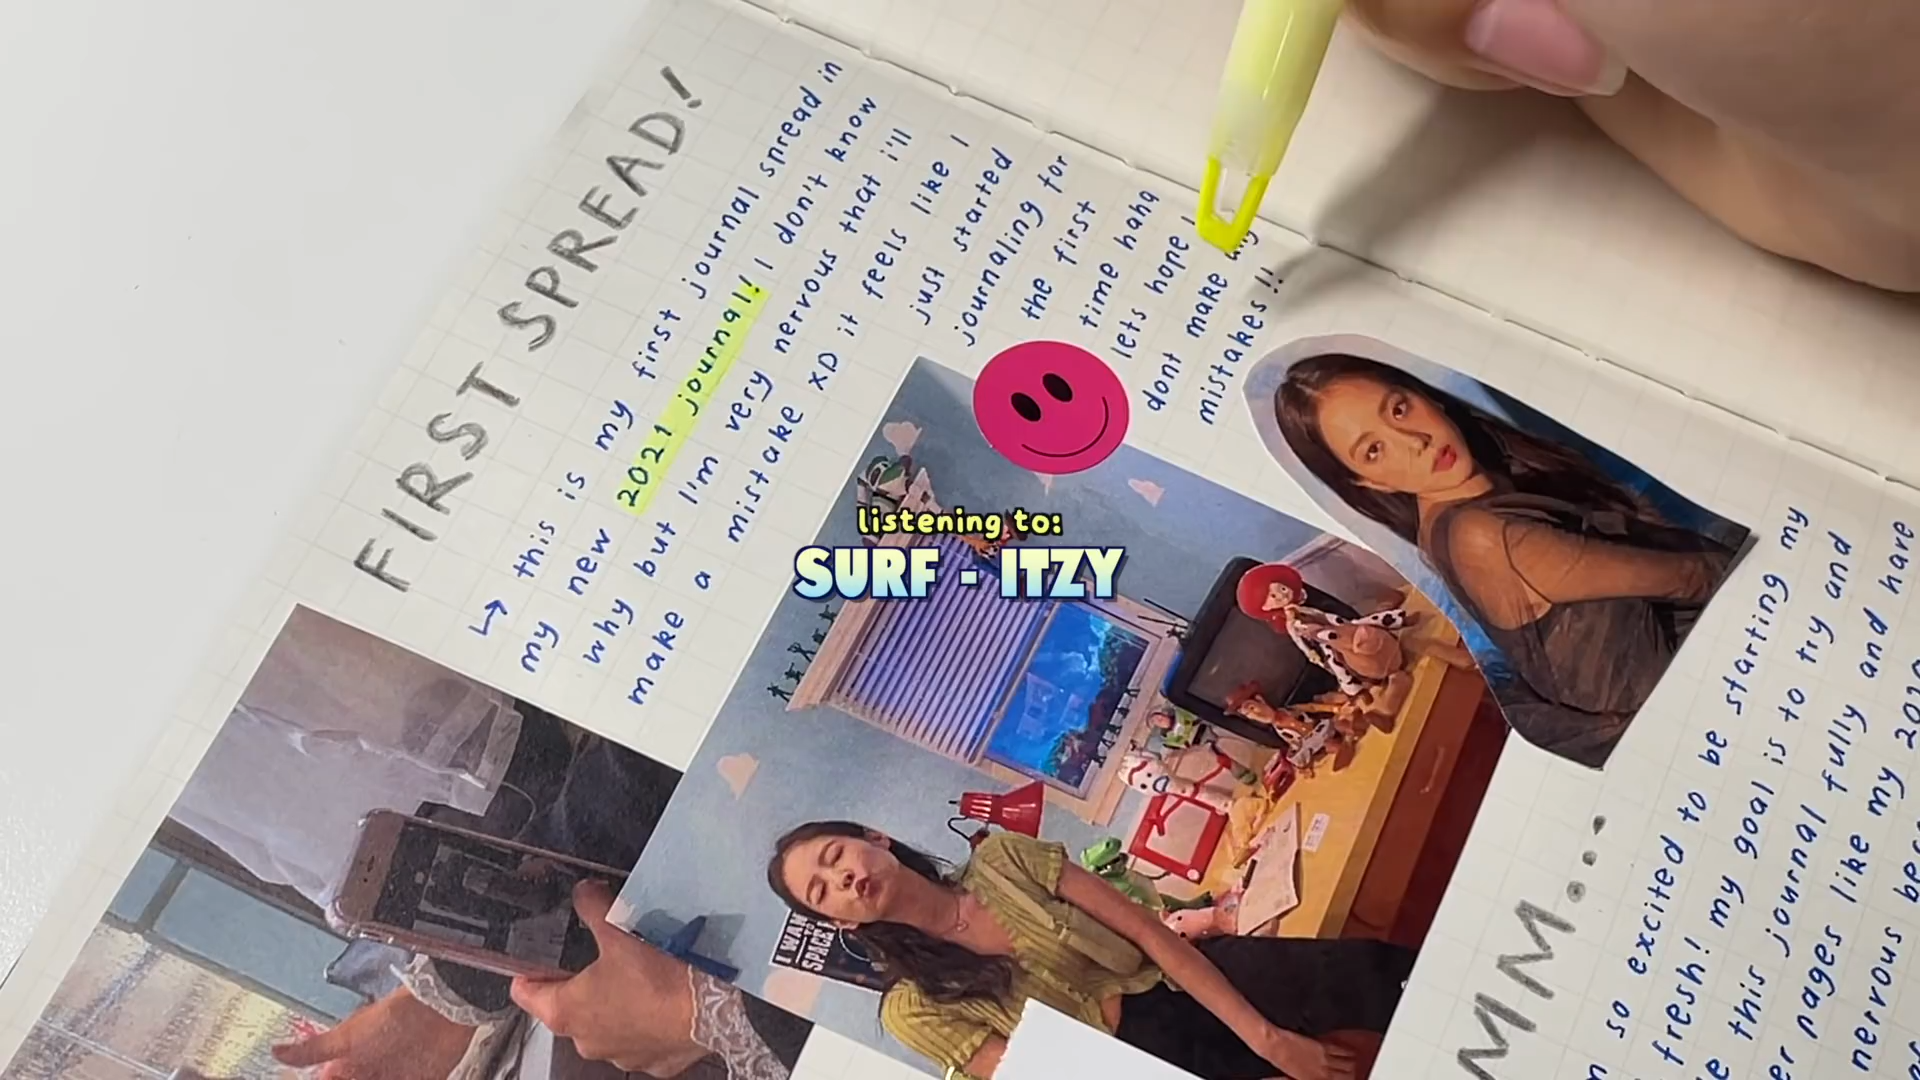 FIRST SPREAD!
↳ this is my first journal spread in
my new 2021 journal! I don't know
why but I'm very nervous that i'll
make a mistake XD it feels like I
just started
journaling for
the first
time haha
lets hope I
dont make any
mistakes !!
listening to:
SURF - ITZY
SPACE
MM...
so excited to be starting my
fresh! my goal is to try and
this journal fully and have
pages like my 2020
nervous